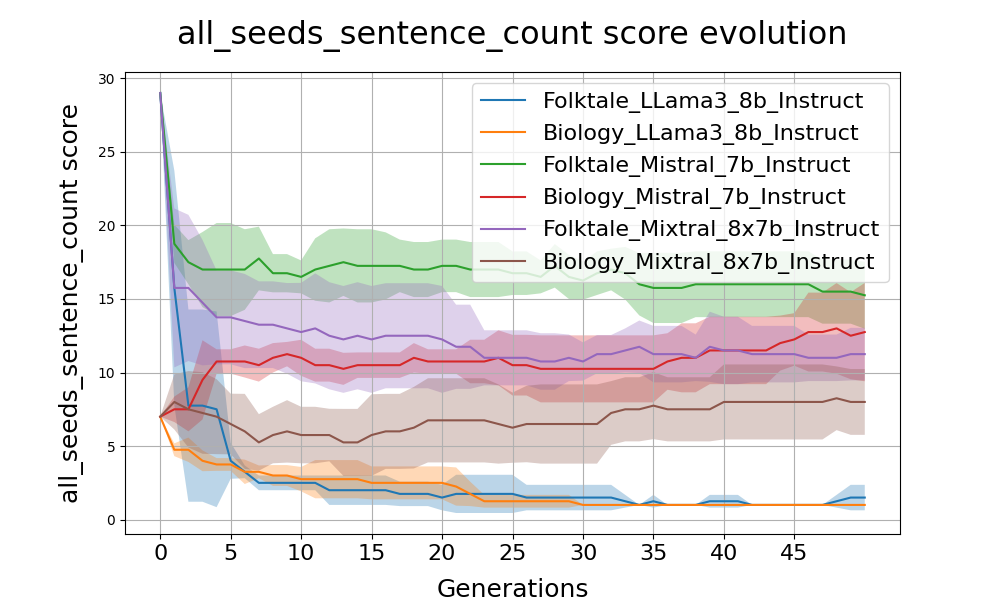 all_seeds_sentence_count score evolution
all_seeds_sentence_count score
30
25
20
15
10
5
0
Folktale_LLama3_8b_Instruct
Biology_LLama3_8b_Instruct
Folktale_Mistral_7b_Instruct
Biology_Mistral_7b_Instruct
Folktale_Mixtral_8x7b_Instruct
Biology_Mixtral_8x7b_Instruct
0 5 10 15 20 25 30 35 40 45
Generations